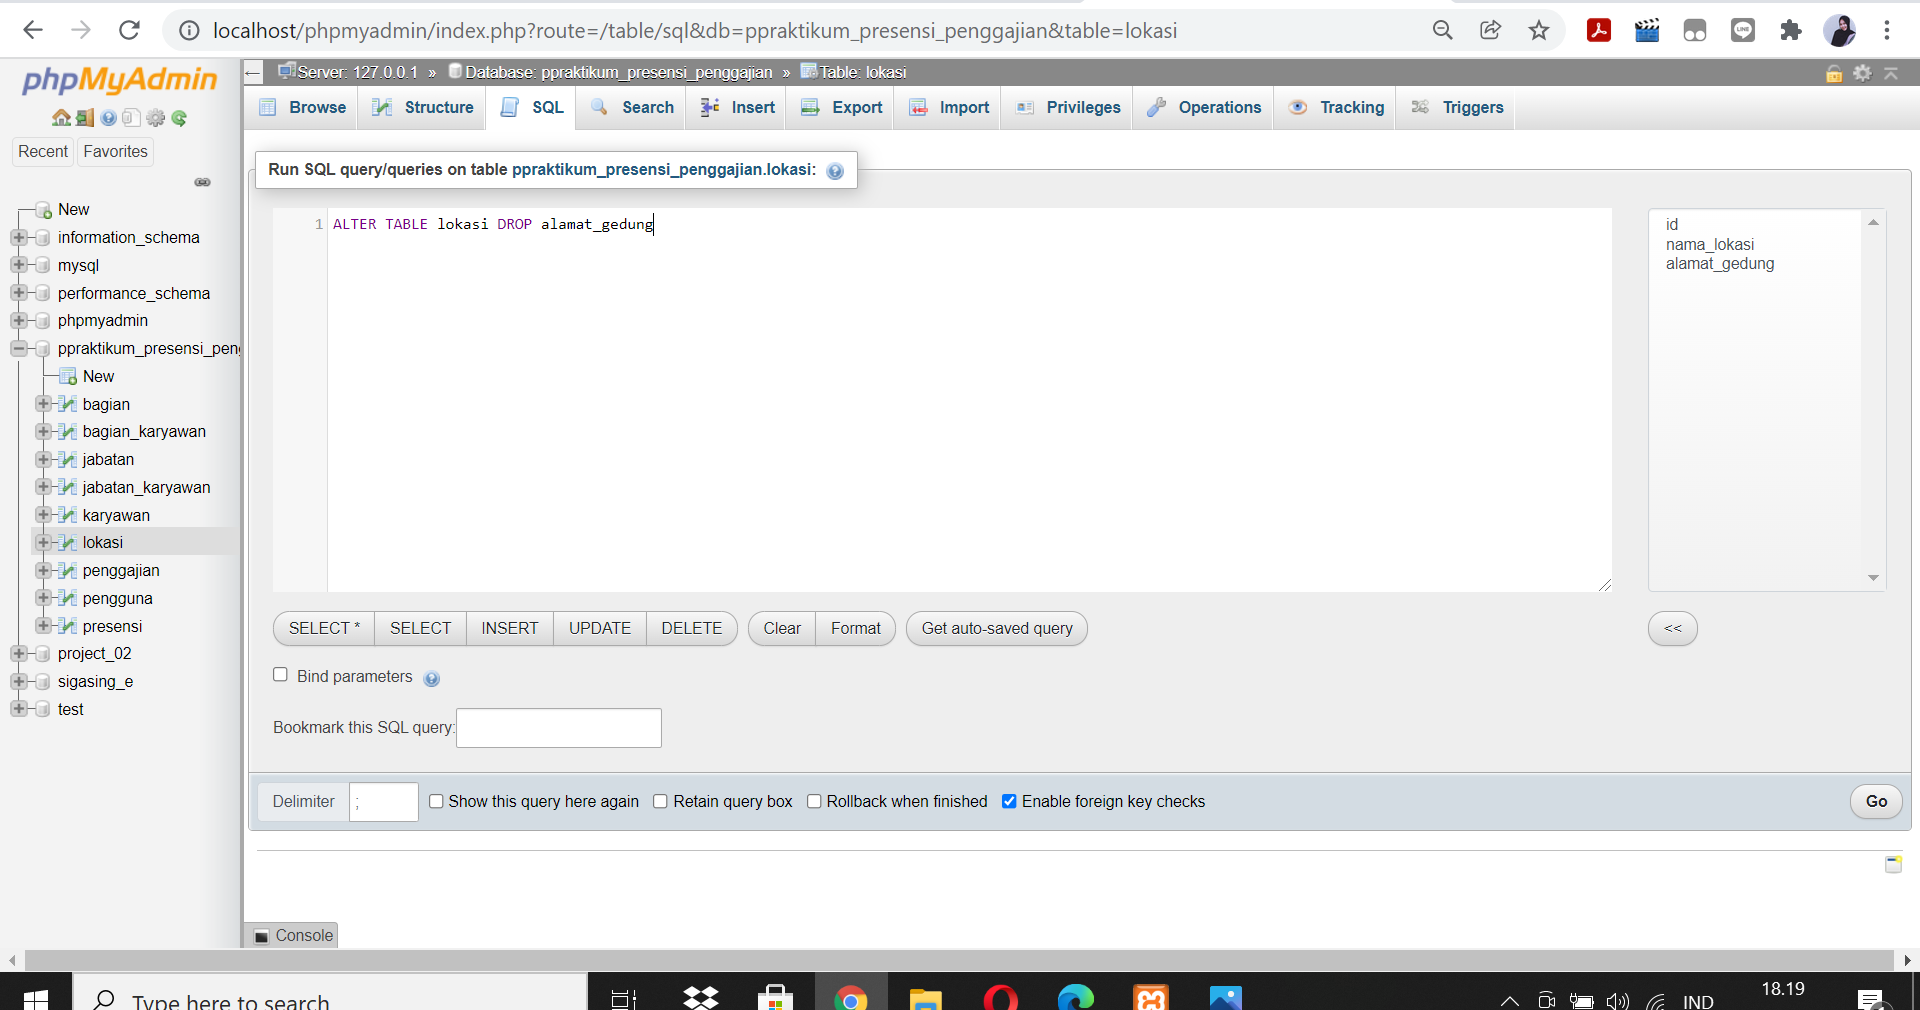 localhost/phpmyadmin/index.php?route=/table/sql&db=ppraktikum_presensi_penggajian&table=lokasi
phpMyAdmin
Server: 127.0.0.1 » Database: ppraktikum_presensi_penggajian » Table: lokasi
Browse Structure SQL Search Insert Export Import Privileges Operations Tracking Triggers
Recent Favorites
New
information_schema
mysql
performance_schema
phpmyadmin
ppraktikum_presensi_peng
New
bagian
bagian_karyawan
jabatan
jabatan_karyawan
karyawan
lokasi
penggajian
pengguna
presensi
project_02
sigasing_e
test
Run SQL query/queries on table ppraktikum_presensi_penggajian.lokasi:
1 ALTER TABLE lokasi DROP alamat_gedung
id
nama_lokasi
alamat_gedung
SELECT * SELECT INSERT UPDATE DELETE Clear Format Get auto-saved query <<
Bind parameters
Bookmark this SQL query:
Delimiter ; Show this query here again Retain query box Rollback when finished Enable foreign key checks Go
Console
Type here to search
IND
18.19